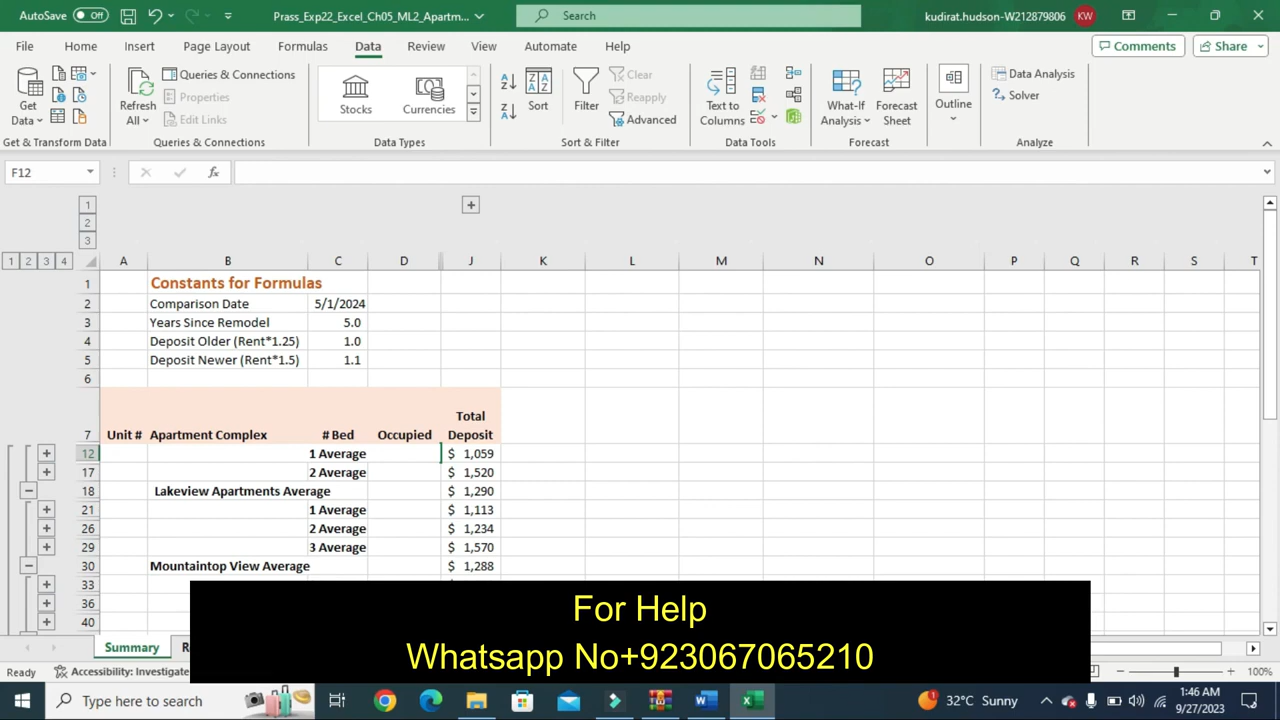 AutoSave Off Prass_Exp22_Excel_Ch05_ML2_Apartm... Search kudirat.hudson-W212879806 KW
File Home Insert Page Layout Formulas Data Review View Automate Help Comments Share
Get Data
Refresh All
Queries & Connections
Properties
Edit Links
Stocks
Currencies
Sort
Filter
Clear
Reapply
Advanced
Text to Columns
What-If Analysis
Forecast Sheet
Outline
Data Analysis
Solver
Get & Transform Data Queries & Connections Data Types Sort & Filter Data Tools Forecast Analyze
F12 fx
1
2
3
1 2 3 4 A B C D J K L M N O P Q R S T
1 Constants for Formulas
2 Comparison Date 5/1/2024
3 Years Since Remodel 5.0
4 Deposit Older (Rent*1.25) 1.0
5 Deposit Newer (Rent*1.5) 1.1
6
Total
7 Unit # Apartment Complex # Bed Occupied Deposit
12 1 Average $ 1,059
17 2 Average $ 1,520
18 Lakeview Apartments Average $ 1,290
21 1 Average $ 1,113
26 2 Average $ 1,234
29 3 Average $ 1,570
30 Mountaintop View Average $ 1,288
33
36
40
For Help
Whatsapp No+923067065210
Summary
Ready Accessibility: Investigate 100%
Type here to search 32°C Sunny 1:46 AM
9/27/2023